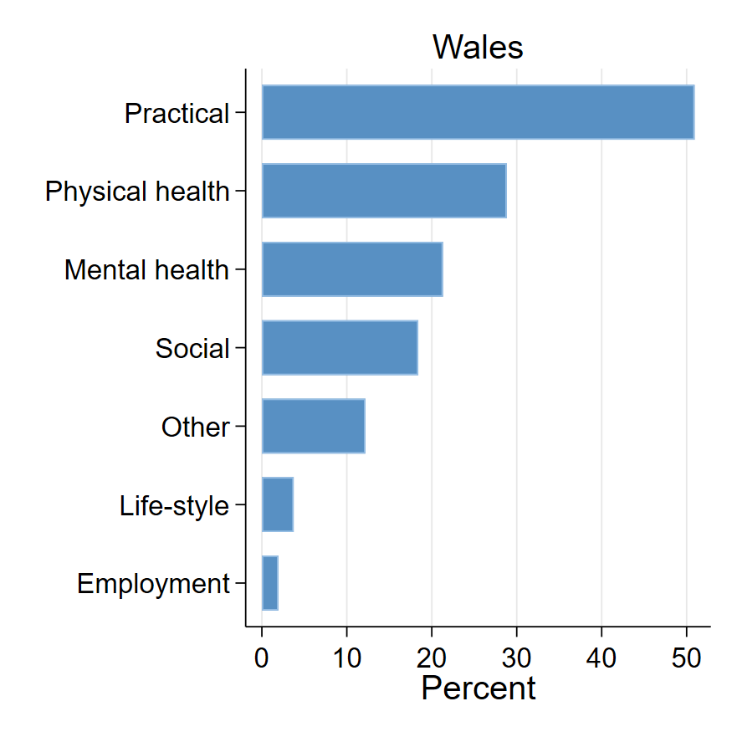 Wales
Practical
Physical health
Mental health
Social
Other
Life-style
Employment
0 10 20 30 40 50
Percent